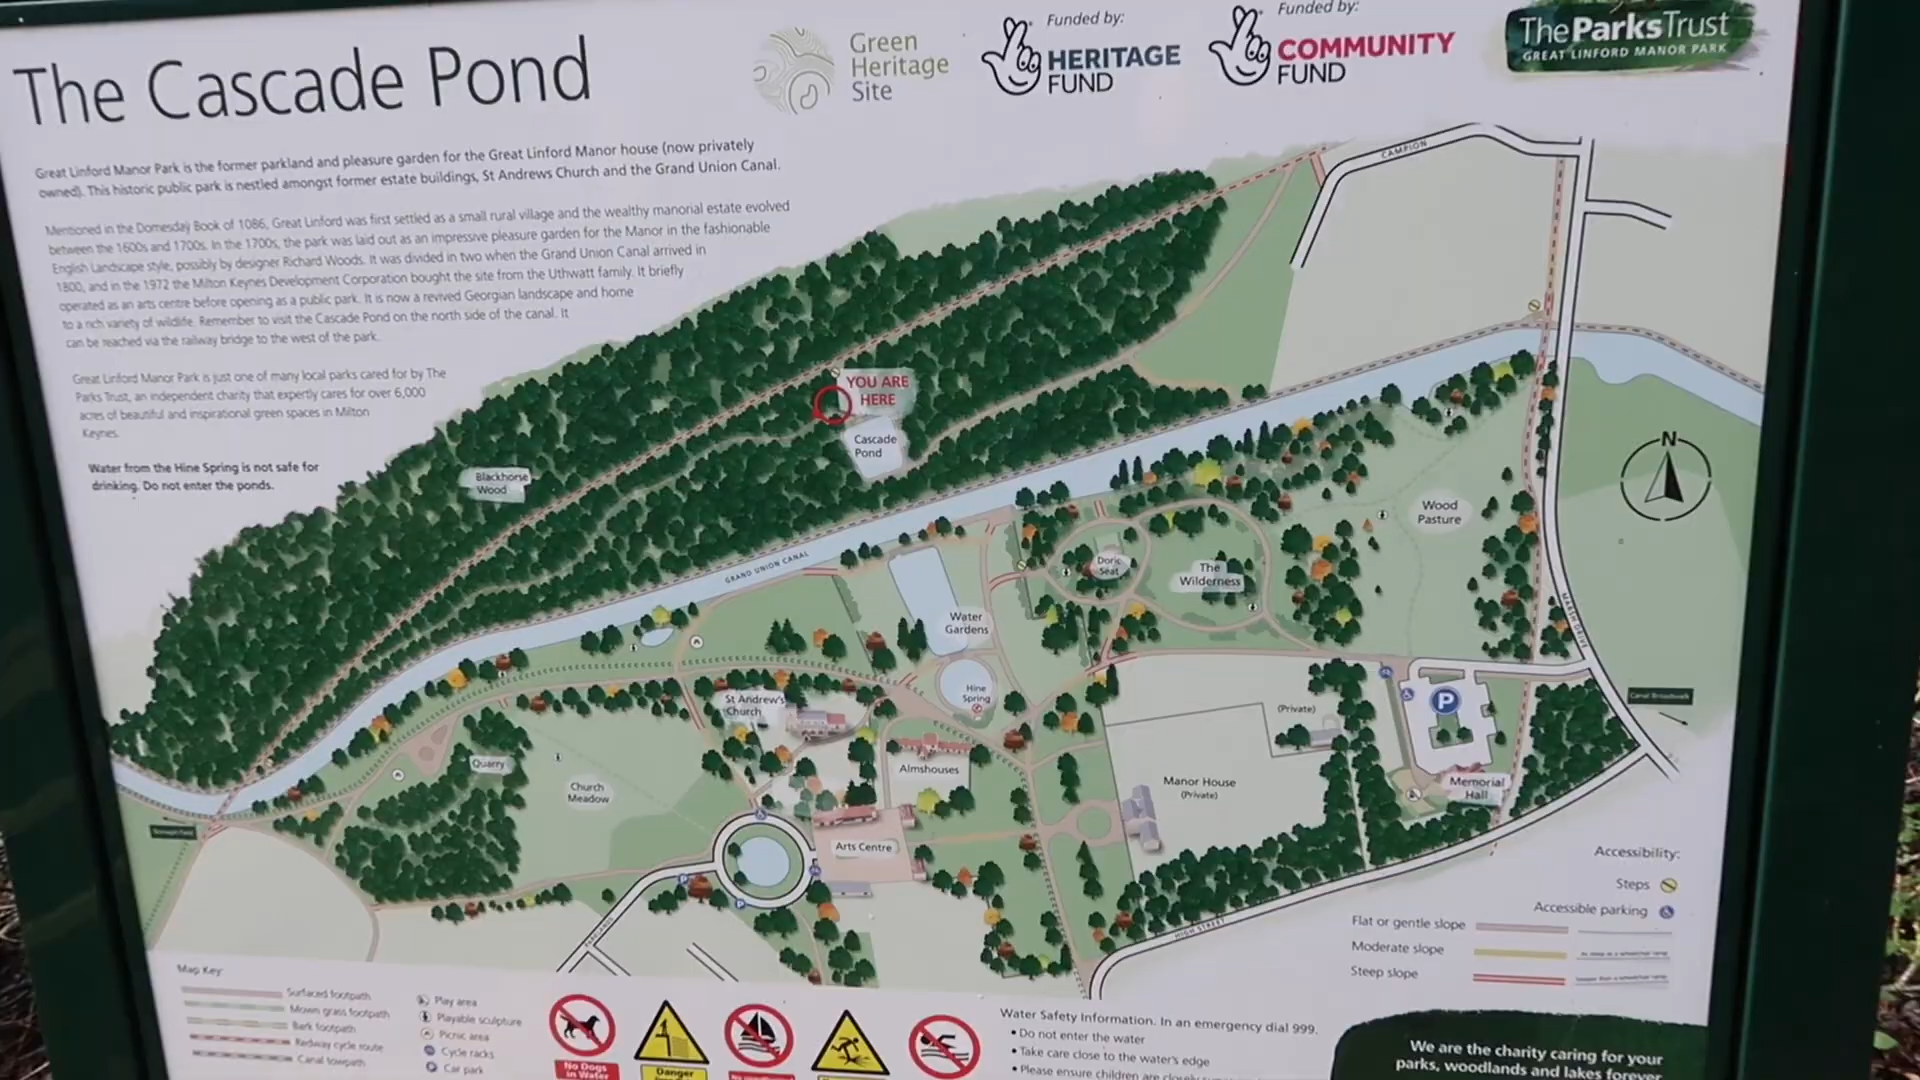 The Cascade Pond
Green
Heritage
Site
Funded by:
HERITAGE
FUND
Funded by:
COMMUNITY
FUND
The Parks Trust
GREAT LINFORD MANOR PARK
Great Linford Manor Park is the former parkland and pleasure garden for the Great Linford Manor house (now privately
owned). This historic public park is nestled amongst former estate buildings, St Andrews Church and the Grand Union Canal.
Mentioned in the Domesday Book of 1086, Great Linford was first settled as a small rural village and the wealthy manorial estate evolved
between the 1600s and 1700s. In the 1700s, the park was laid out as an impressive pleasure garden for the Manor in the fashionable
English Landscape style, possibly by designer Richard Woods. It was divided in two when the Grand Union Canal arrived in
1800, and in the 1972 the Milton Keynes Development Corporation bought the site from the Uthwatt family. It briefly
operated as an arts centre before opening as a public park. It is now a revived Georgian landscape and home
to a rich variety of wildlife. Remember to visit the Cascade Pond on the north side of the canal. It
can be reached via the railway bridge to the west of the park.
Great Linford Manor Park is just one of many local parks cared for by The
Parks Trust, an independent charity that expertly cares for over 6,000
acres of beautiful and inspirational green spaces in Milton
Keynes.
Water from the Hine Spring is not safe for
drinking. Do not enter the ponds.
CAMPION
YOU ARE
HERE
Cascade
Pond
Blackhorse
Wood
N
Wood
Pasture
GRAND UNION CANAL
Doric
Seat
The
Wilderness
Water
Gardens
MARSH DRIVE
Hine
Spring
St Andrew's
Church
(Private)
P
Canal Broadwalk
Quarry
Almshouses
Church
Meadow
Manor House
(Private)
Memorial
Hall
Arts Centre
PARKLANDS
HIGH STREET
Accessibility:
Steps
Accessible parking
Flat or gentle slope
Moderate slope
Steep slope
Map Key
Surfaced footpath
Mown grass footpath
Bark footpath
Redway cycle route
Canal towpath
Play area
Playable sculpture
Picnic area
Cycle racks
Car park
No Dogs
in Water
Danger
Water Safety Information. In an emergency dial 999.
• Do not enter the water
• Take care close to the water's edge
• Please ensure children are closely
We are the charity caring for your
parks, woodlands and lakes forever